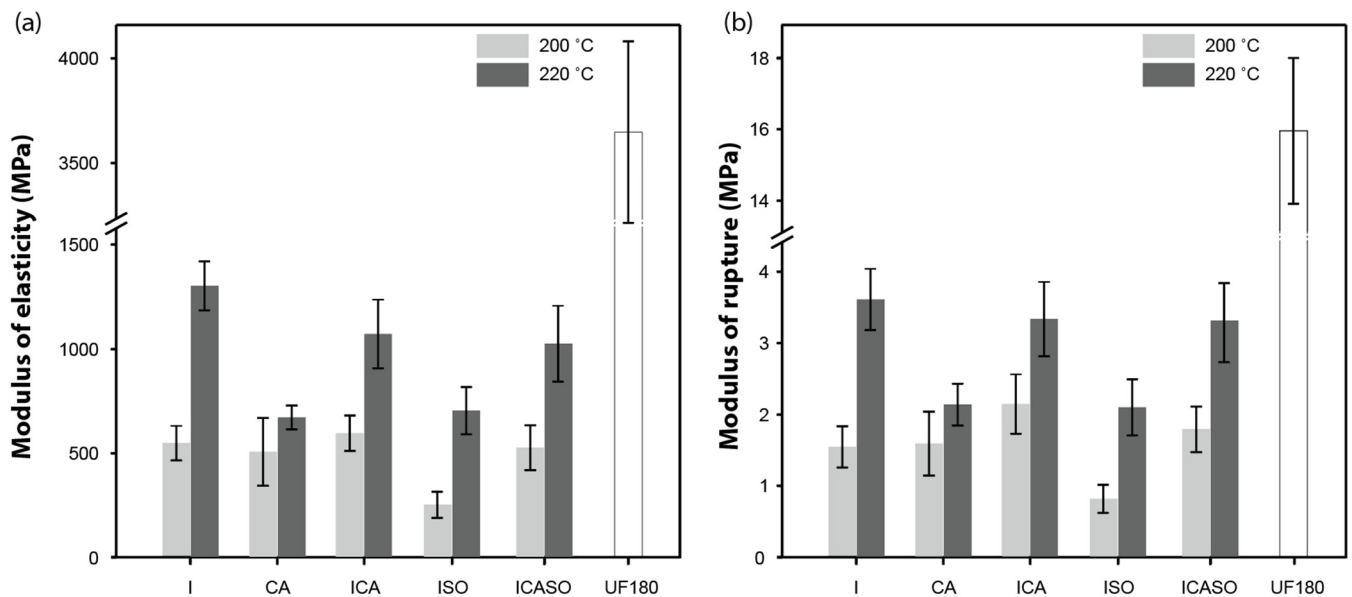 (a)
200 ˚C
220 ˚C
Modulus of elasticity (MPa)
4000
3500
1500
1000
500
0
I CA ICA ISO ICASO UF180
(b)
200 ˚C
220 ˚C
Modulus of rupture (MPa)
18
16
14
4
3
2
1
0
I CA ICA ISO ICASO UF180